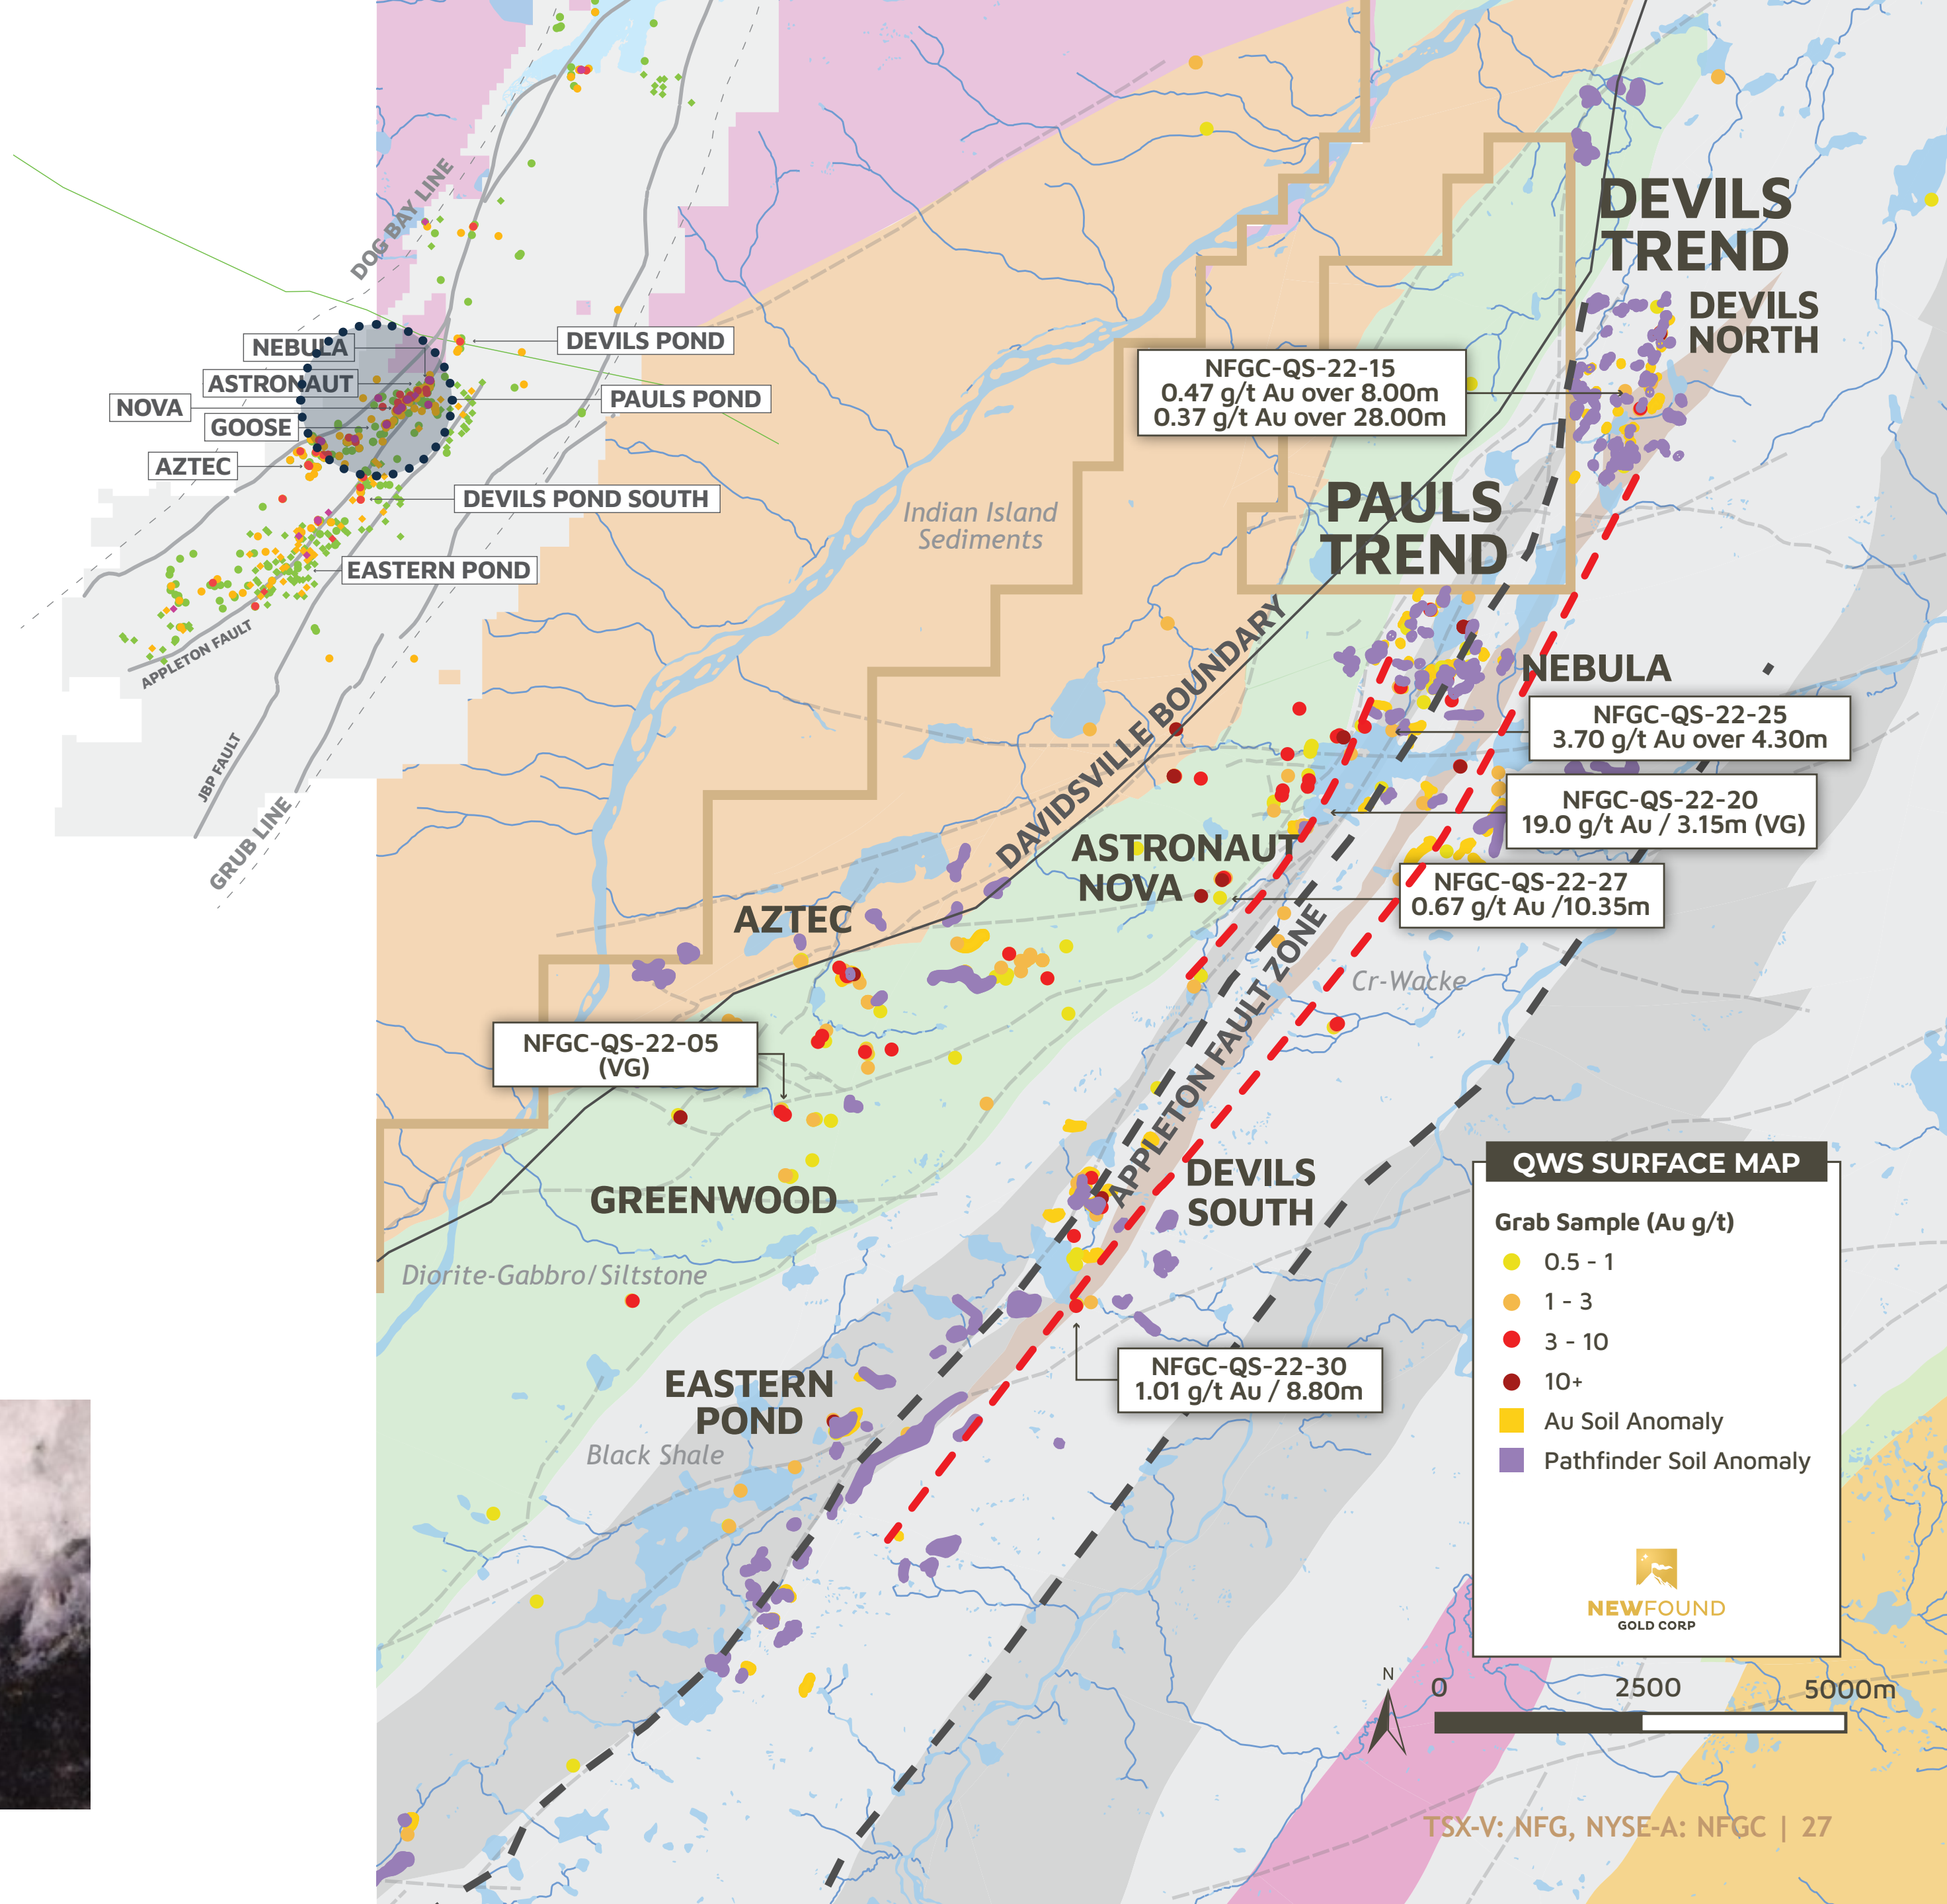 DOG BAY LINE
NEBULA
ASTRONAUT
NOVA
GOOSE
AZTEC
DEVILS POND
PAULS POND
DEVILS POND SOUTH
EASTERN POND
APPLETON FAULT
JBP FAULT
GRUB LINE
DEVILS
TREND
DEVILS
NORTH
NFGC-QS-22-15
0.47 g/t Au over 8.00m
0.37 g/t Au over 28.00m
Indian Island
Sediments
PAULS
TREND
DAVIDSVILLE BOUNDARY
NEBULA
NFGC-QS-22-25
3.70 g/t Au over 4.30m
NFGC-QS-22-20
19.0 g/t Au / 3.15m (VG)
ASTRONAUT
NOVA
NFGC-QS-22-27
0.67 g/t Au /10.35m
AZTEC
APPLETON FAULT ZONE
Cr-Wacke
NFGC-QS-22-05
(VG)
GREENWOOD
DEVILS
SOUTH
Diorite-Gabbro/Siltstone
NFGC-QS-22-30
1.01 g/t Au / 8.80m
EASTERN
POND
Black Shale
QWS SURFACE MAP
Grab Sample (Au g/t)
0.5 - 1
1 - 3
3 - 10
10+
Au Soil Anomaly
Pathfinder Soil Anomaly
NEWFOUND
GOLD CORP
N
0 2500 5000m
TSX-V: NFG, NYSE-A: NFGC | 27